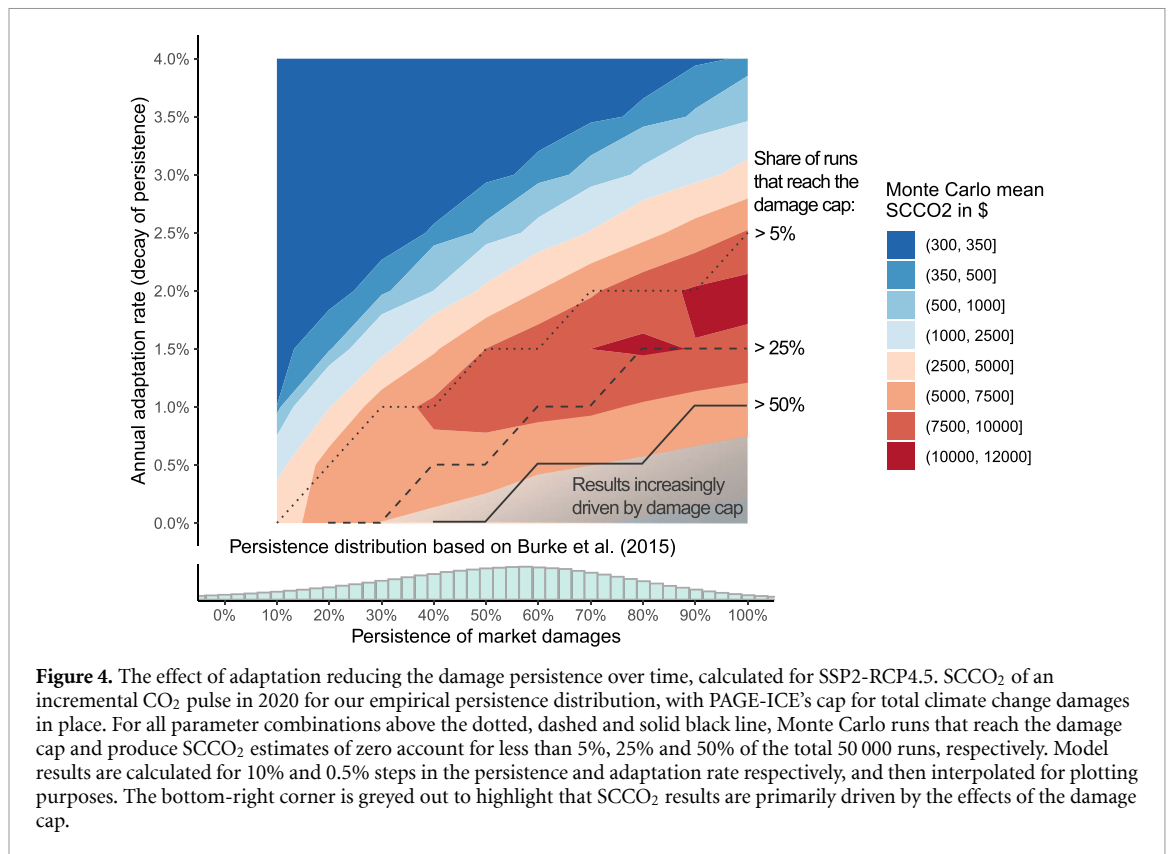 4.0%
3.5%
3.0%
2.5%
2.0%
1.5%
1.0%
0.5%
0.0%
Annual adaptation rate (decay of persistence)
Share of runs
that reach the
damage cap:
> 5%
> 25%
> 50%
Results increasingly
driven by damage cap
Monte Carlo mean
SCCO2 in $
(300, 350]
(350, 500]
(500, 1000]
(1000, 2500]
(2500, 5000]
(5000, 7500]
(7500, 10000]
(10000, 12000]
Persistence distribution based on Burke et al. (2015)
0% 10% 20% 30% 40% 50% 60% 70% 80% 90% 100%
Persistence of market damages
Figure 4. The effect of adaptation reducing the damage persistence over time, calculated for SSP2-RCP4.5. SCCO₂ of an
incremental CO₂ pulse in 2020 for our empirical persistence distribution, with PAGE-ICE's cap for total climate change damages
in place. For all parameter combinations above the dotted, dashed and solid black line, Monte Carlo runs that reach the damage
cap and produce SCCO₂ estimates of zero account for less than 5%, 25% and 50% of the total 50 000 runs, respectively. Model
results are calculated for 10% and 0.5% steps in the persistence and adaptation rate respectively, and then interpolated for plotting
purposes. The bottom-right corner is greyed out to highlight that SCCO₂ results are primarily driven by the effects of the damage
cap.